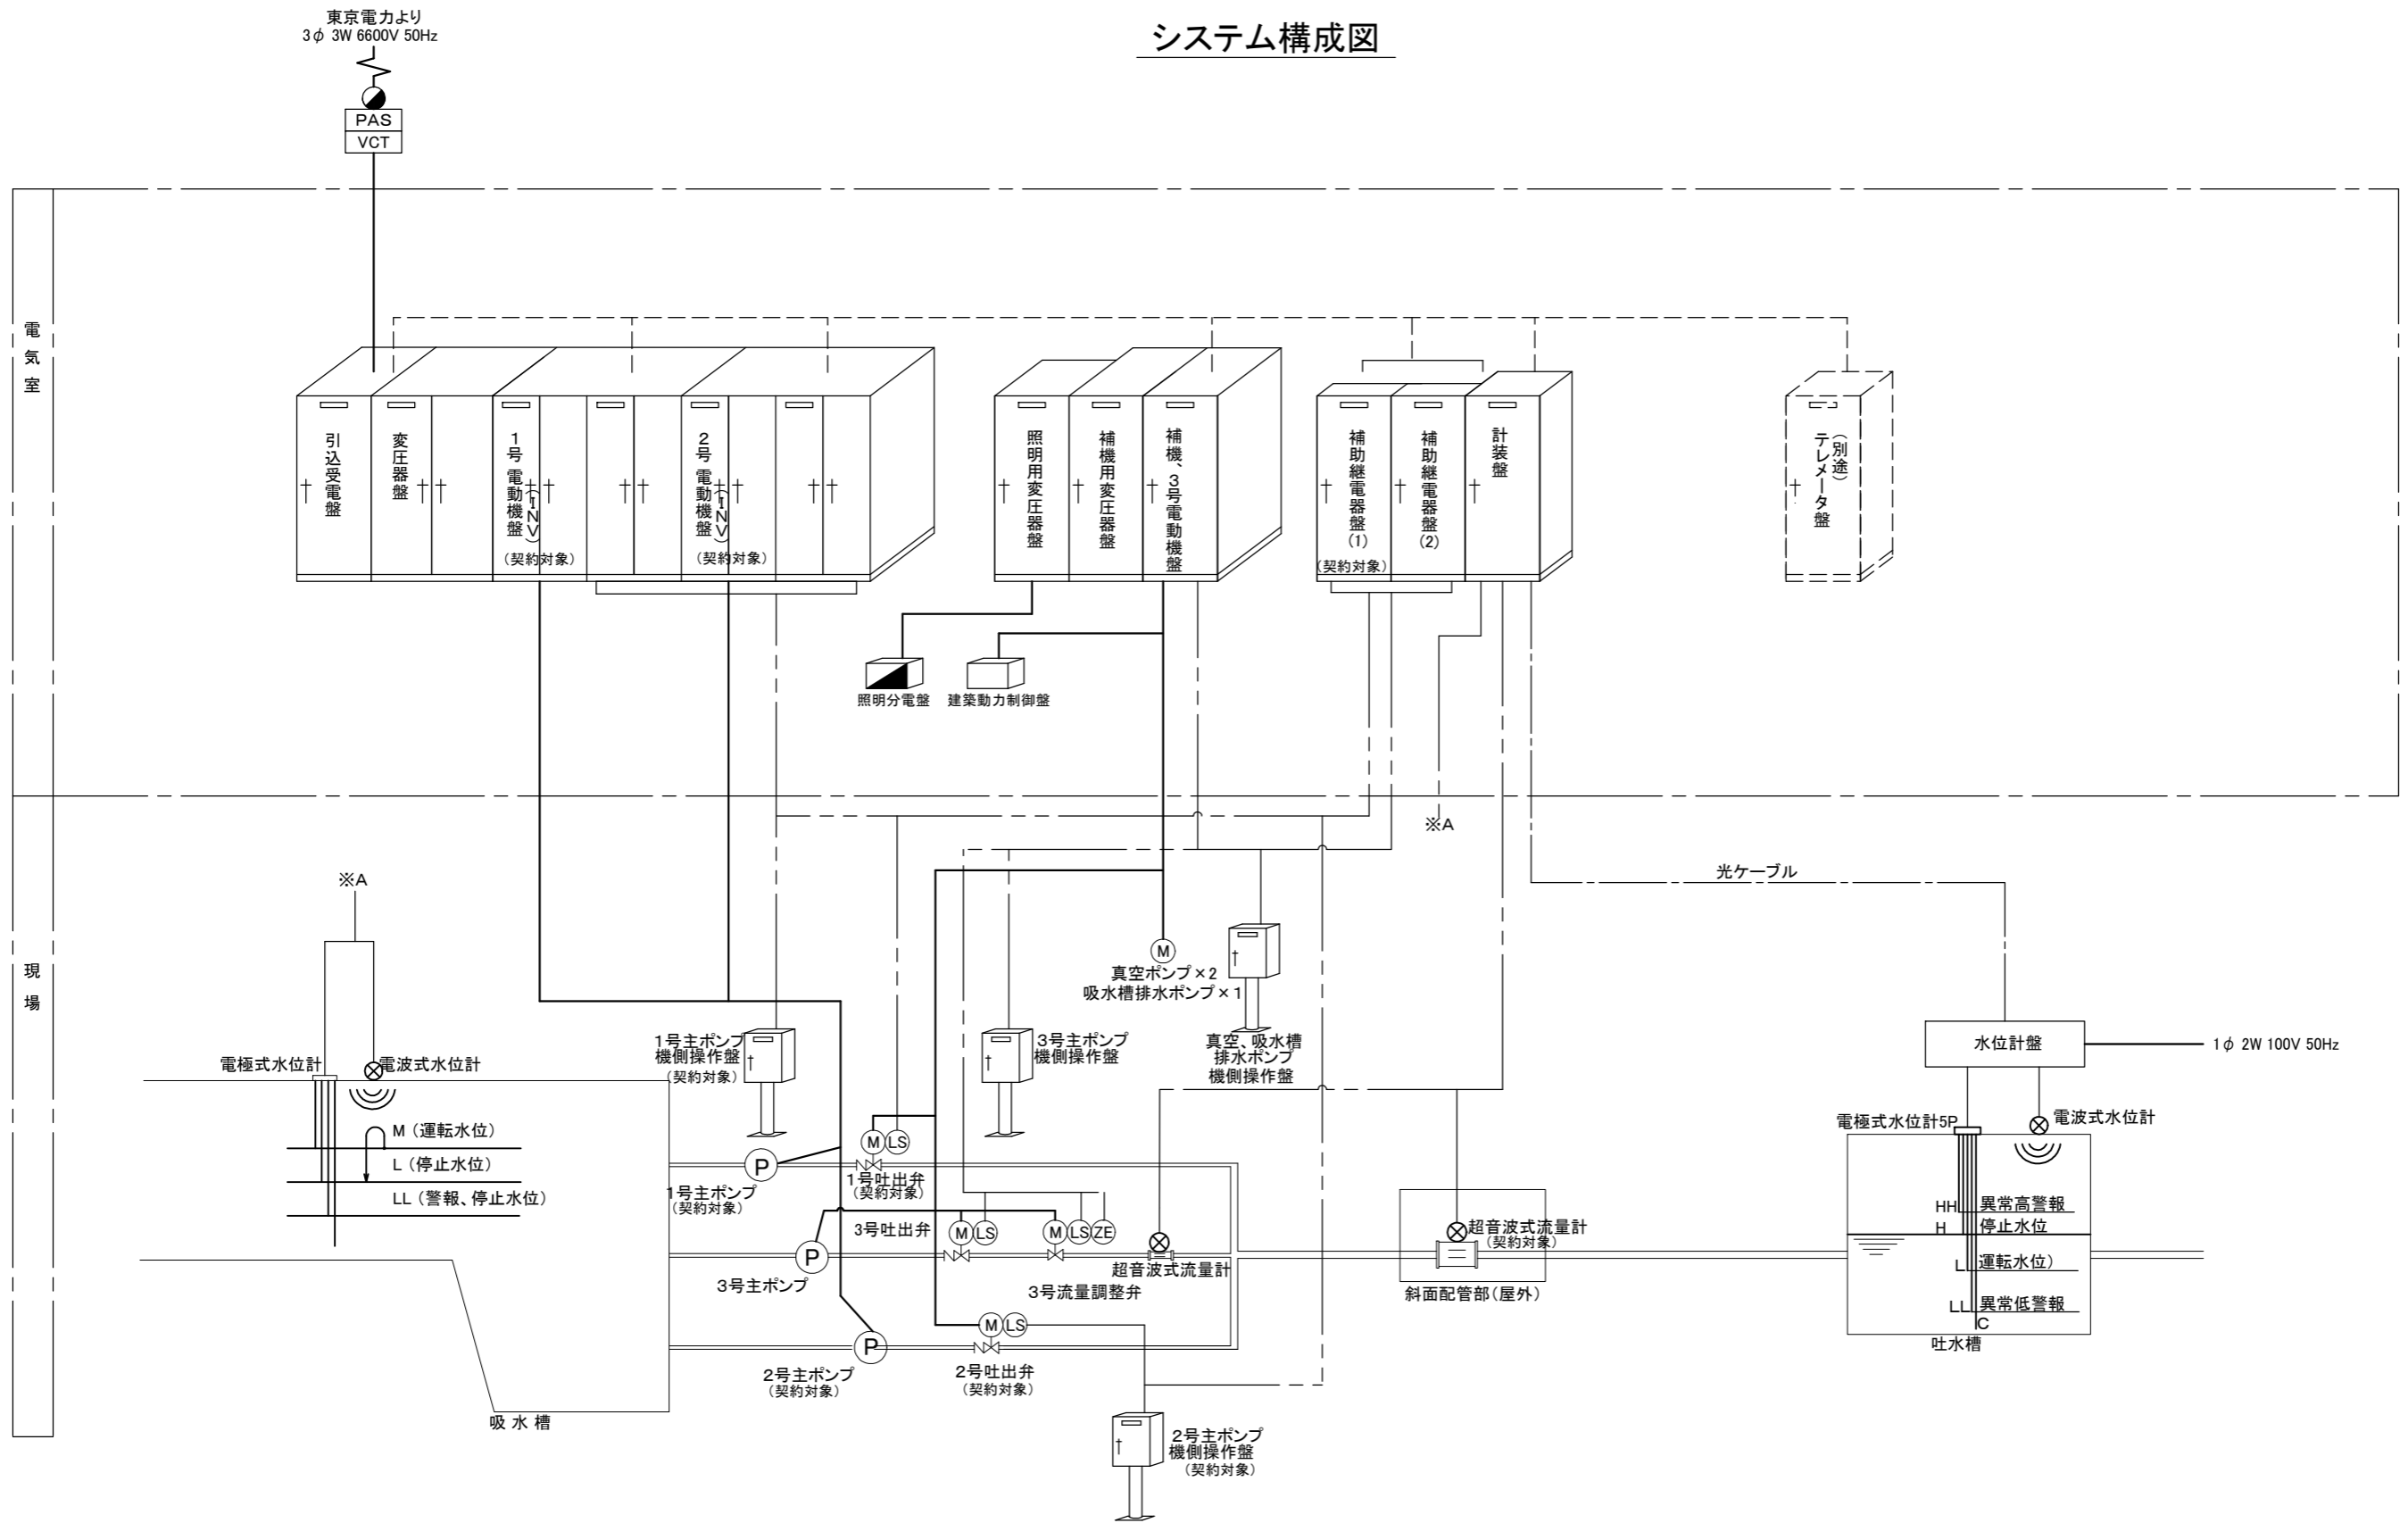 システム構成図
東京電力より
3φ 3W 6600V 50Hz
PAS
VCT
電気室
引込受電盤
変圧器盤
1号電動機盤
(INV)
(契約対象)
2号電動機盤
(INV)
(契約対象)
照明用変圧器盤
補機用変圧器盤
補機、3号電動機盤
補助継電器盤
(1)
(契約対象)
補助継電器盤
(2)
計装盤
(別途)
テレメータ盤
照明分電盤
建築動力制御盤
※A
現場
※A
光ケーブル
M
真空ポンプ×2
吸水槽排水ポンプ×1
1号主ポンプ
機側操作盤
(契約対象)
3号主ポンプ
機側操作盤
真空、吸水槽
排水ポンプ
機側操作盤
水位計盤
1φ 2W 100V 50Hz
電極式水位計
電波式水位計
M (運転水位)
L (停止水位)
LL (警報、停止水位)
M
LS
P
1号主ポンプ
(契約対象)
1号吐出弁
(契約対象)
3号吐出弁
M
LS
M
LS
ZE
P
3号主ポンプ
3号流量調整弁
超音波式流量計
超音波式流量計
(契約対象)
斜面配管部(屋外)
電極式水位計5P
電波式水位計
HH 異常高警報
H 停止水位
L 運転水位)
LL 異常低警報
C
吐水槽
M
LS
P
2号主ポンプ
(契約対象)
2号吐出弁
(契約対象)
吸水槽
2号主ポンプ
機側操作盤
(契約対象)